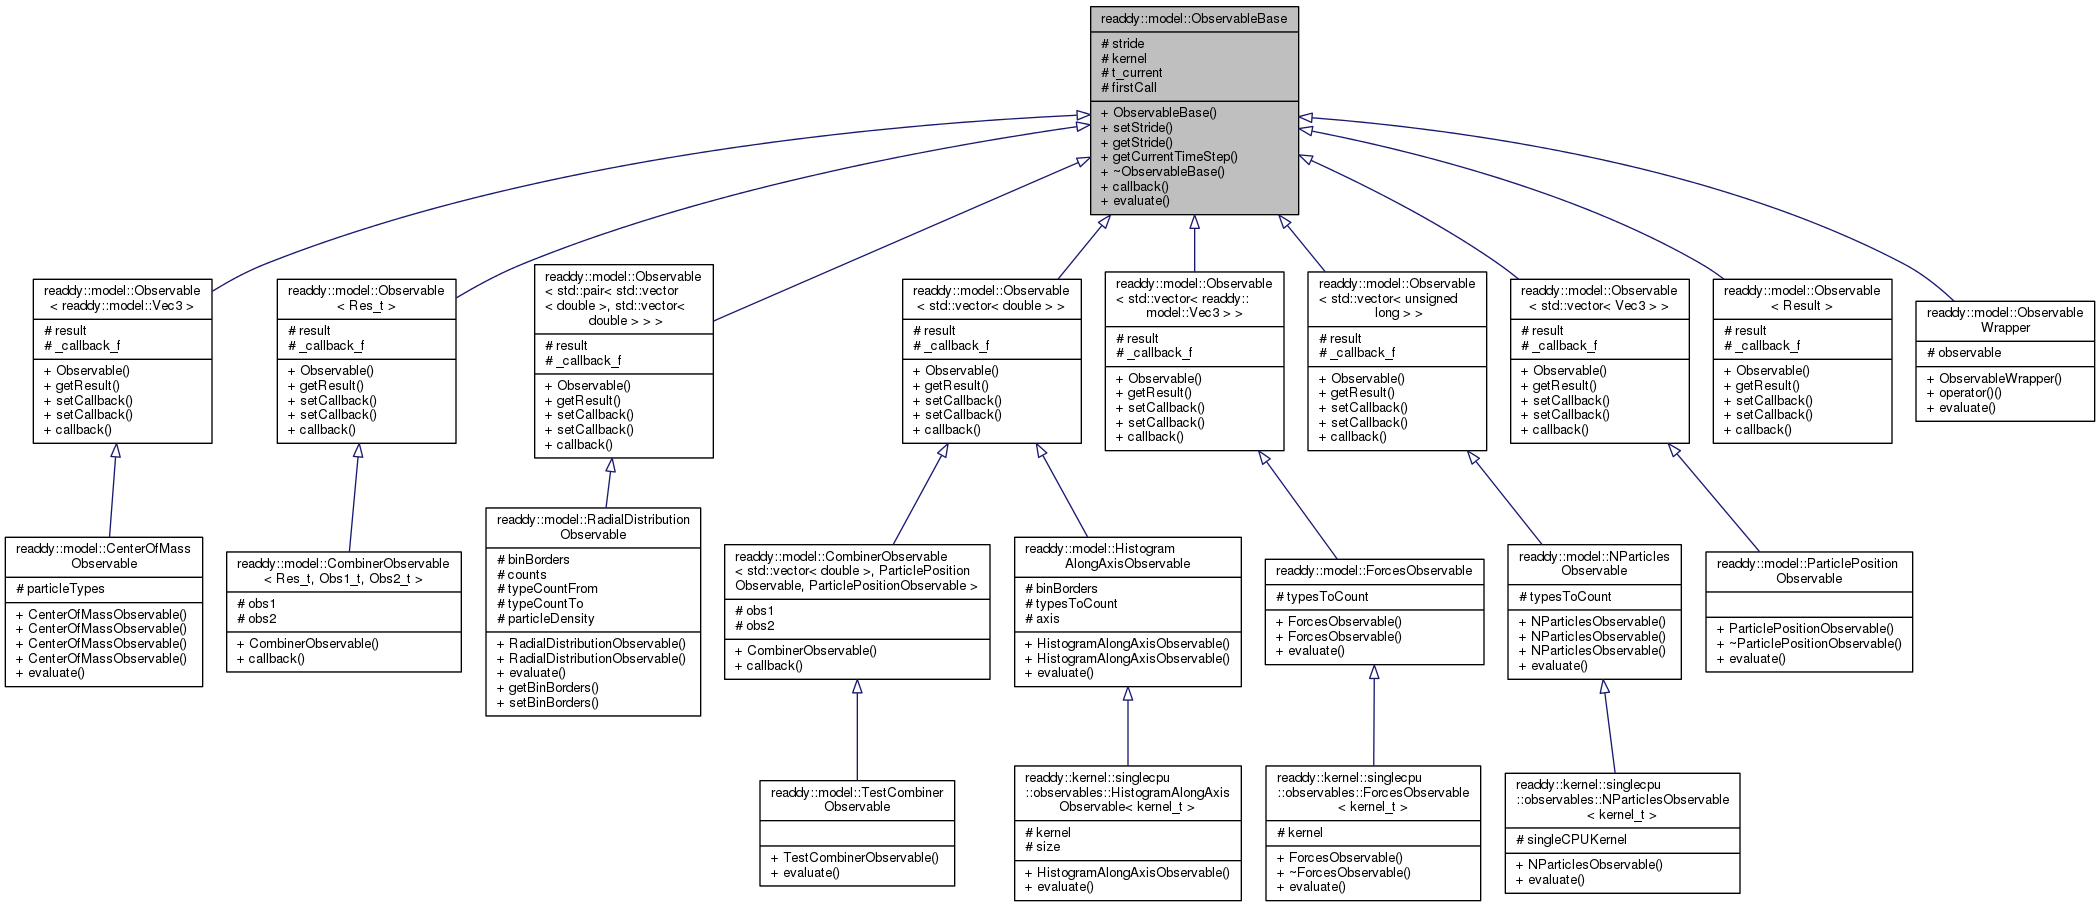 readdy::model::ObservableBase
# stride
# kernel
# t_current
# firstCall
+ ObservableBase()
+ setStride()
+ getStride()
+ getCurrentTimeStep()
+ ~ObservableBase()
+ callback()
+ evaluate()
readdy::model::Observable
< readdy::model::Vec3 >
# result
# _callback_f
+ Observable()
+ getResult()
+ setCallback()
+ setCallback()
+ callback()
readdy::model::Observable
< Res_t >
# result
# _callback_f
+ Observable()
+ getResult()
+ setCallback()
+ setCallback()
+ callback()
readdy::model::Observable
< std::pair< std::vector
< double >, std::vector<
double > > >
# result
# _callback_f
+ Observable()
+ getResult()
+ setCallback()
+ setCallback()
+ callback()
readdy::model::Observable
< std::vector< double > >
# result
# _callback_f
+ Observable()
+ getResult()
+ setCallback()
+ setCallback()
+ callback()
readdy::model::Observable
< std::vector< readdy::
model::Vec3 > >
# result
# _callback_f
+ Observable()
+ getResult()
+ setCallback()
+ setCallback()
+ callback()
readdy::model::Observable
< std::vector< unsigned
long > >
# result
# _callback_f
+ Observable()
+ getResult()
+ setCallback()
+ setCallback()
+ callback()
readdy::model::Observable
< std::vector< Vec3 > >
# result
# _callback_f
+ Observable()
+ getResult()
+ setCallback()
+ setCallback()
+ callback()
readdy::model::Observable
< Result >
# result
# _callback_f
+ Observable()
+ getResult()
+ setCallback()
+ setCallback()
+ callback()
readdy::model::Observable
Wrapper
# observable
+ ObservableWrapper()
+ operator()()
+ evaluate()
readdy::model::CenterOfMass
Observable
# particleTypes
+ CenterOfMassObservable()
+ CenterOfMassObservable()
+ CenterOfMassObservable()
+ CenterOfMassObservable()
+ evaluate()
readdy::model::CombinerObservable
< Res_t, Obs1_t, Obs2_t >
# obs1
# obs2
+ CombinerObservable()
+ callback()
readdy::model::RadialDistribution
Observable
# binBorders
# counts
# typeCountFrom
# typeCountTo
# particleDensity
+ RadialDistributionObservable()
+ RadialDistributionObservable()
+ evaluate()
+ getBinBorders()
+ setBinBorders()
readdy::model::CombinerObservable
< std::vector< double >, ParticlePosition
Observable, ParticlePositionObservable >
# obs1
# obs2
+ CombinerObservable()
+ callback()
readdy::model::Histogram
AlongAxisObservable
# binBorders
# typesToCount
# axis
+ HistogramAlongAxisObservable()
+ HistogramAlongAxisObservable()
+ evaluate()
readdy::model::ForcesObservable
# typesToCount
+ ForcesObservable()
+ ForcesObservable()
+ evaluate()
readdy::model::NParticles
Observable
# typesToCount
+ NParticlesObservable()
+ NParticlesObservable()
+ NParticlesObservable()
+ evaluate()
readdy::model::ParticlePosition
Observable
+ ParticlePositionObservable()
+ ~ParticlePositionObservable()
+ evaluate()
readdy::model::TestCombiner
Observable
+ TestCombinerObservable()
+ evaluate()
readdy::kernel::singlecpu
::observables::HistogramAlongAxis
Observable< kernel_t >
# kernel
# size
+ HistogramAlongAxisObservable()
+ evaluate()
readdy::kernel::singlecpu
::observables::ForcesObservable
< kernel_t >
# kernel
+ ForcesObservable()
+ ~ForcesObservable()
+ evaluate()
readdy::kernel::singlecpu
::observables::NParticlesObservable
< kernel_t >
# singleCPUKernel
+ NParticlesObservable()
+ evaluate()